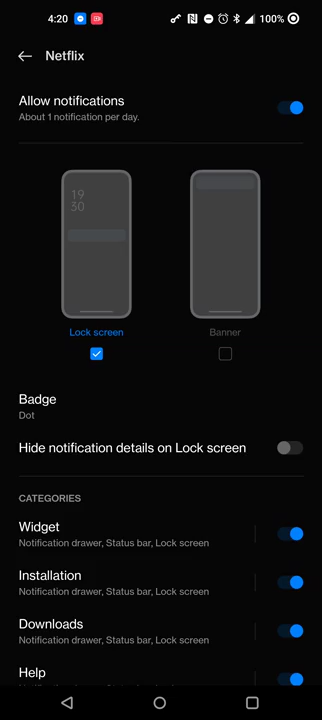 4:20
100%
Netflix
Allow notifications
About 1 notification per day.
19
30
Lock screen
Banner
Badge
Dot
Hide notification details on Lock screen
CATEGORIES
Widget
Notification drawer, Status bar, Lock screen
Installation
Notification drawer, Status bar, Lock screen
Downloads
Notification drawer, Status bar, Lock screen
Help